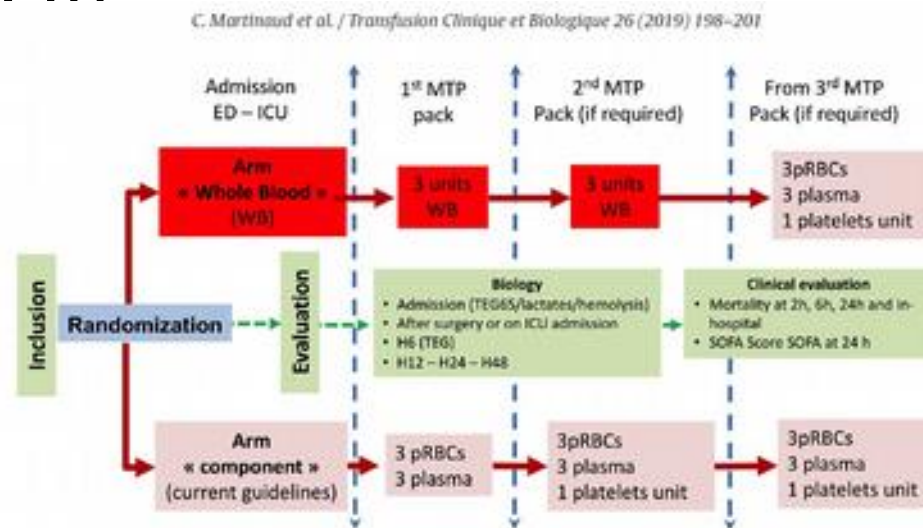 C. Martinaud et al. / Transfusion Clinique et Biologique 26 (2019) 198–201
Admission
ED – ICU
1st MTP
pack
2nd MTP
Pack (if required)
From 3rd MTP
Pack (if required)
Arm
« Whole Blood »
(WB)
3 units
WB
3 units
WB
3pRBCs
3 plasma
1 platelets unit
Inclusion
Randomization
Evaluation
Biology
• Admission (TEG6S/lactates/hemolysis)
• After surgery or on ICU admission
• H6 (TEG)
• H12 – H24 – H48
Clinical evaluation
• Mortality at 2h, 6h, 24h and in-
hospital
• SOFA Score SOFA at 24 h
Arm
« component »
(current guidelines)
3 pRBCs
3 plasma
3pRBCs
3 plasma
1 platelets unit
3pRBCs
3 plasma
1 platelets unit